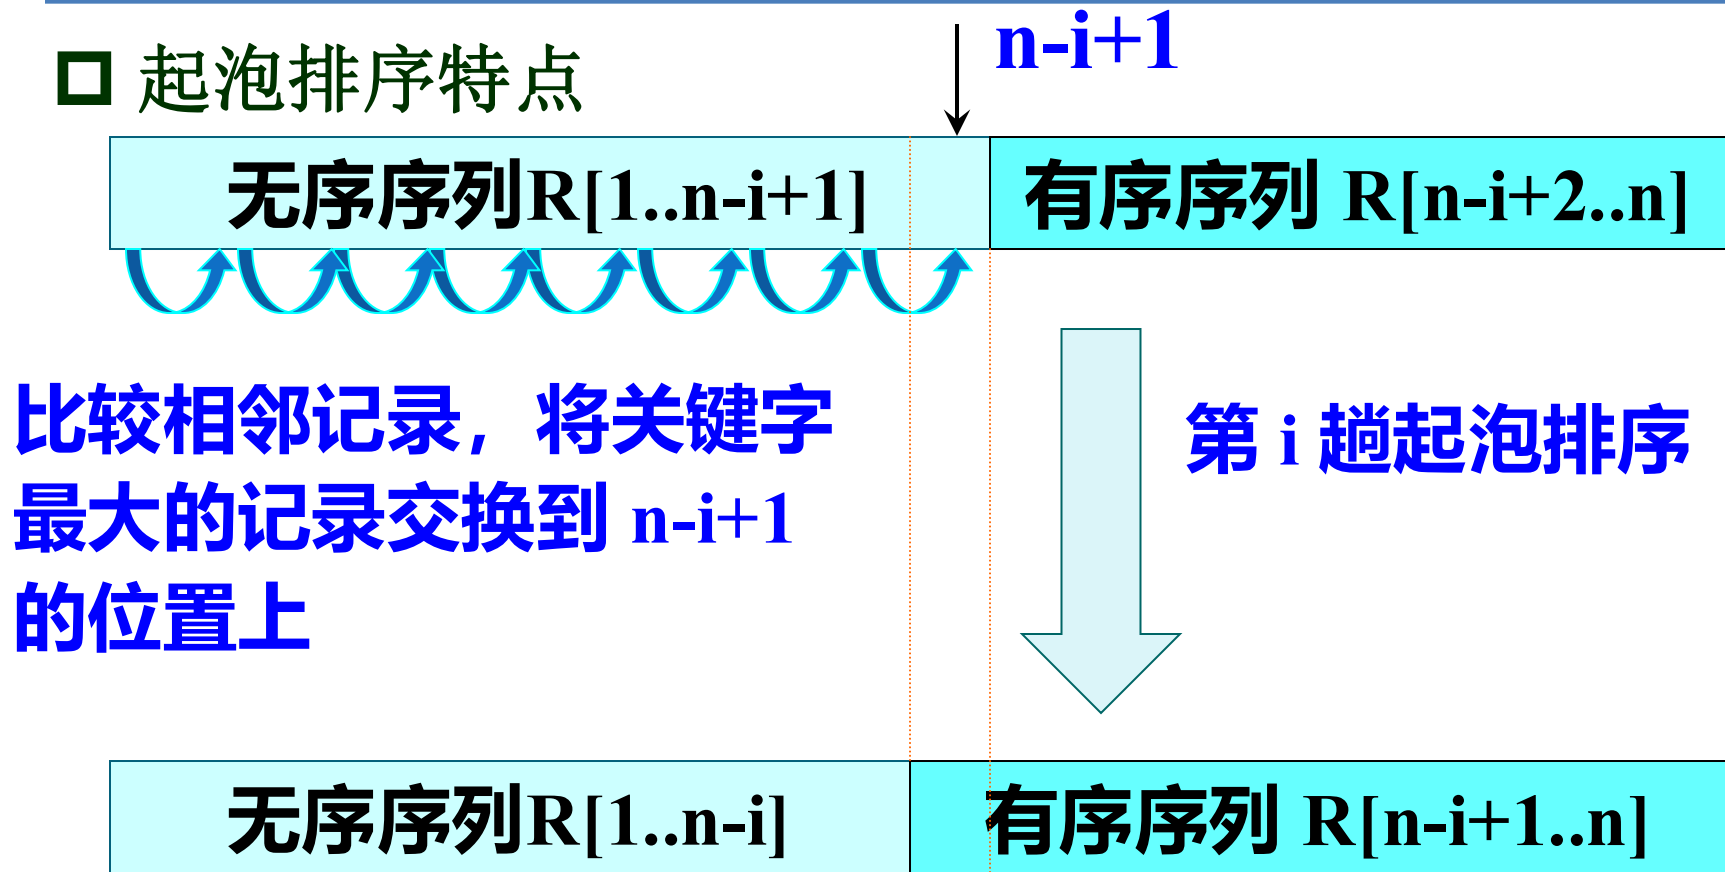 n-i+1
起泡排序特点
无序序列R[1..n-i+1]
有序序列 R[n-i+2..n]
比较相邻记录，将关键字
最大的记录交换到 n-i+1
的位置上
第 i 趟起泡排序
无序序列R[1..n-i]
有序序列 R[n-i+1..n]